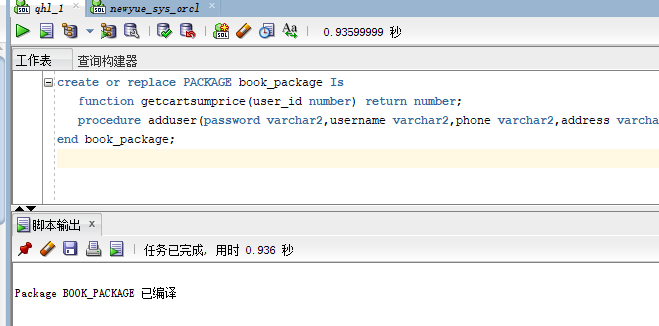 qhl_1 newyue_sys_orcl
0.93599999 秒
工作表 查询构建器
create or replace PACKAGE book_package Is
function getcartsumprice(user_id number) return number;
procedure adduser(password varchar2,username varchar2,phone varchar2,address varcha
end book_package;
脚本输出 x
任务已完成, 用时 0.936 秒
Package BOOK_PACKAGE 已编译